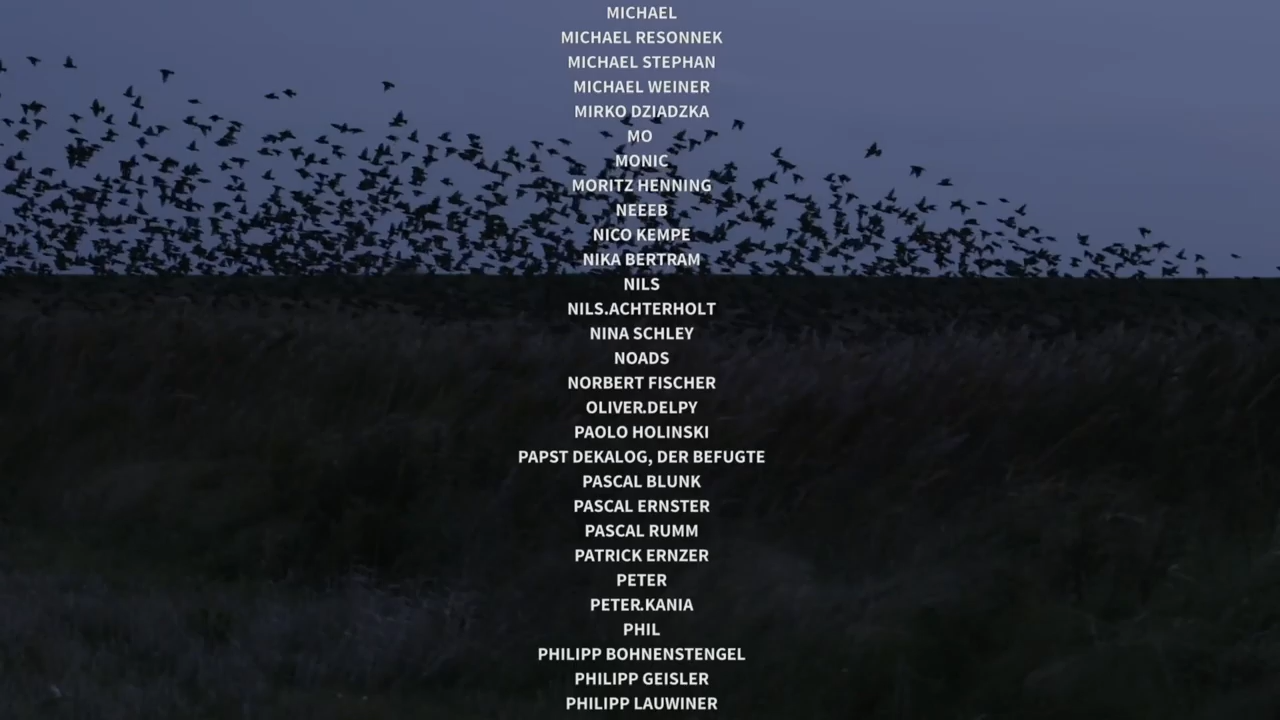 MICHAEL
MICHAEL RESONNEK
MICHAEL STEPHAN
MICHAEL WEINER
MIRKO DZIADZKA
MO
MONIC
MORITZ HENNING
NEEEB
NICO KEMPE
NIKA BERTRAM
NILS
NILS.ACHTERHOLT
NINA SCHLEY
NOADS
NORBERT FISCHER
OLIVER.DELPY
PAOLO HOLINSKI
PAPST DEKALOG, DER BEFUGTE
PASCAL BLUNK
PASCAL ERNSTER
PASCAL RUMM
PATRICK ERNZER
PETER
PETER.KANIA
PHIL
PHILIPP BOHNENSTENGEL
PHILIPP GEISLER
PHILIPP LAUWINER